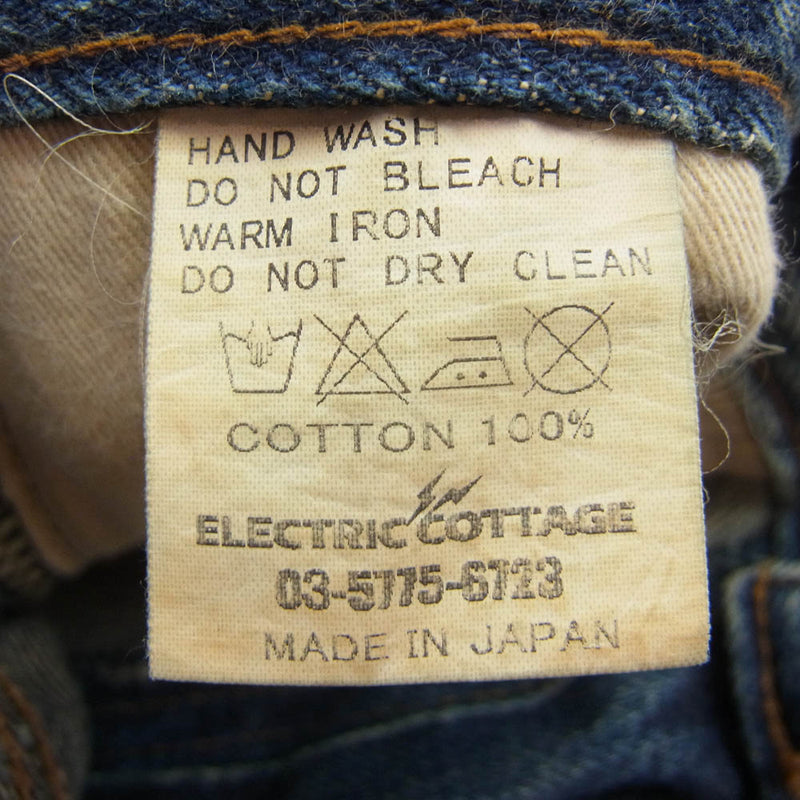 HAND WASH
DO NOT BLEACH
WARM IRON
DO NOT DRY CLEAN
COTTON 100%
ELECTRIC COTTAGE
03-5775-6723
MADE IN JAPAN